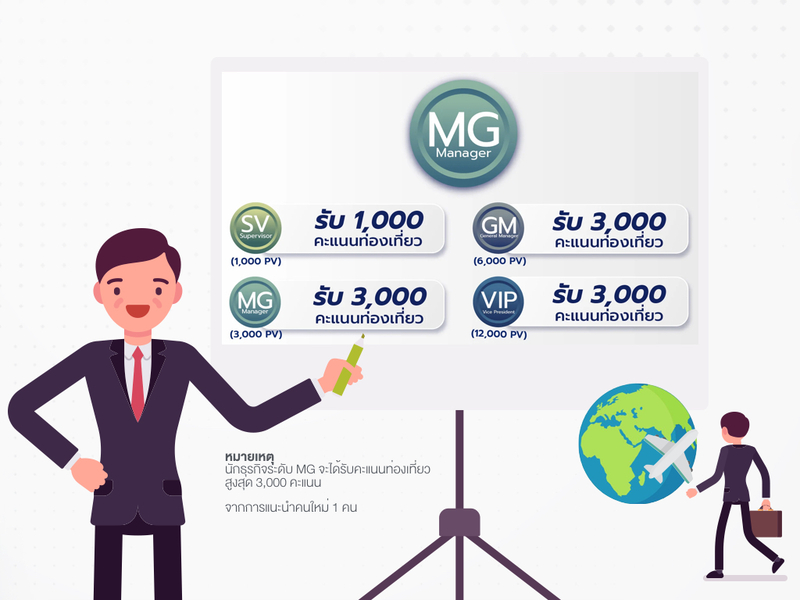 MG
Manager
SV
Supervisor
รับ 1,000
คะแนนท่องเที่ยว
(1,000 PV)
GM
General Manager
รับ 3,000
คะแนนท่องเที่ยว
(6,000 PV)
MG
Manager
รับ 3,000
คะแนนท่องเที่ยว
(3,000 PV)
VIP
Vice President
รับ 3,000
คะแนนท่องเที่ยว
(12,000 PV)
หมายเหตุ
นักธุรกิจระดับ MG จะได้รับคะแนนท่องเที่ยว
สูงสุด 3,000 คะแนน
จากการแนะนำคนใหม่ 1 คน